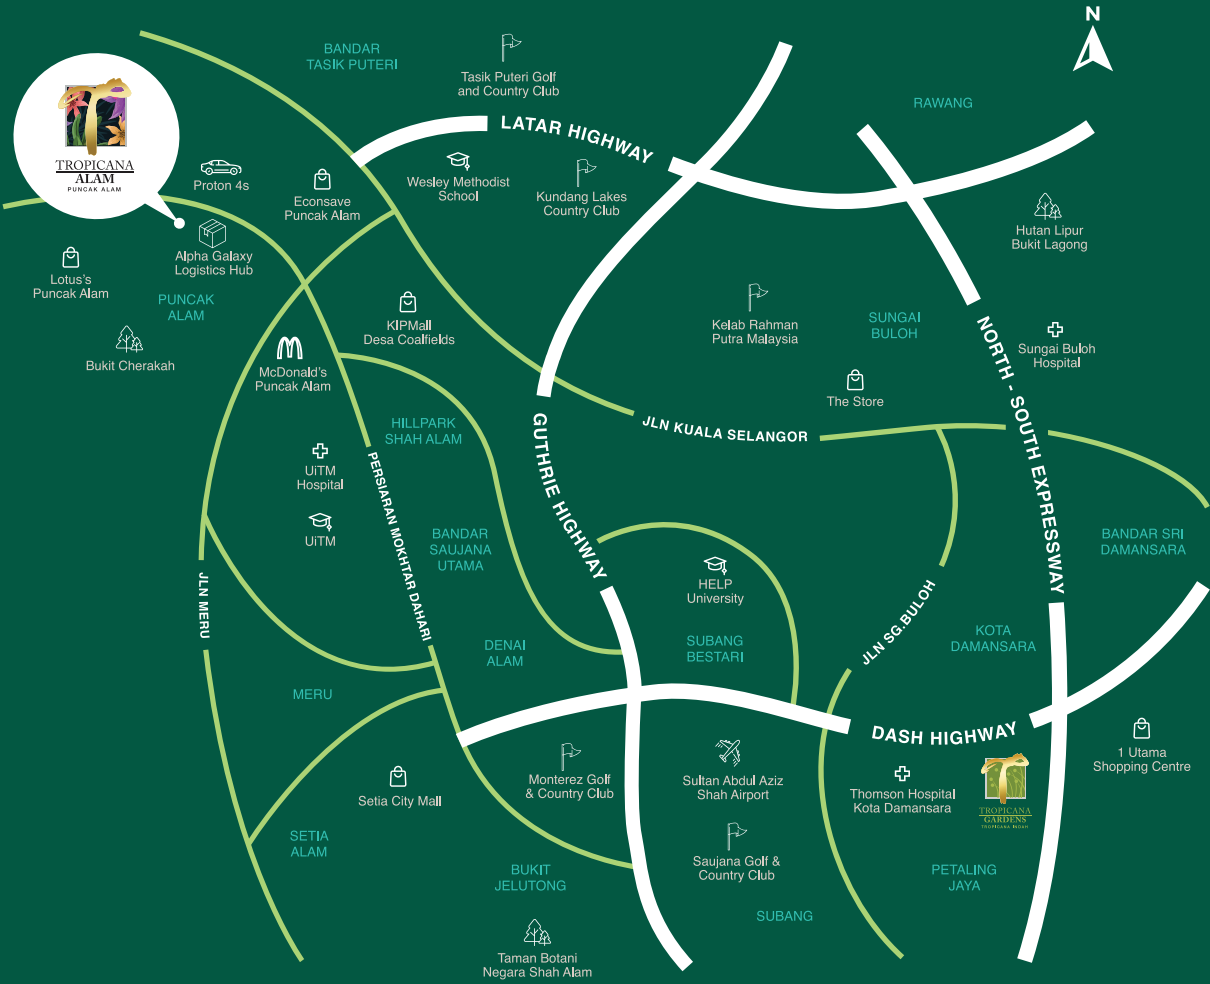 N
BANDAR
TASIK PUTERI
Tasik Puteri Golf
and Country Club
RAWANG
LATAR HIGHWAY
TROPICANA
ALAM
PUNCAK ALAM
Proton 4s
Econsave
Puncak Alam
Wesley Methodist
School
Kundang Lakes
Country Club
Hutan Lipur
Bukit Lagong
Alpha Galaxy
Logistics Hub
Lotus's
Puncak Alam
PUNCAK
ALAM
KIPMall
Desa Coalfields
Kelab Rahman
Putra Malaysia
SUNGAI
BULOH
NORTH - SOUTH EXPRESSWAY
Sungai Buloh
Hospital
Bukit Cherakah
McDonald's
Puncak Alam
The Store
HILLPARK
SHAH ALAM
GUTHRIE HIGHWAY
JLN KUALA SELANGOR
UiTM
Hospital
PERSIARAN MOKHTAR DAHARI
UiTM
BANDAR
SAUJANA
UTAMA
BANDAR SRI
DAMANSARA
JLN MERU
HELP
University
JLN SG.BULOH
DENAI
ALAM
SUBANG
BESTARI
KOTA
DAMANSARA
MERU
DASH HIGHWAY
1 Utama
Shopping Centre
Setia City Mall
Monterez Golf
& Country Club
Sultan Abdul Aziz
Shah Airport
Thomson Hospital
Kota Damansara
TROPICANA
GARDENS
TROPICANA INDAH
SETIA
ALAM
Saujana Golf &
Country Club
BUKIT
JELUTONG
PETALING
JAYA
SUBANG
Taman Botani
Negara Shah Alam